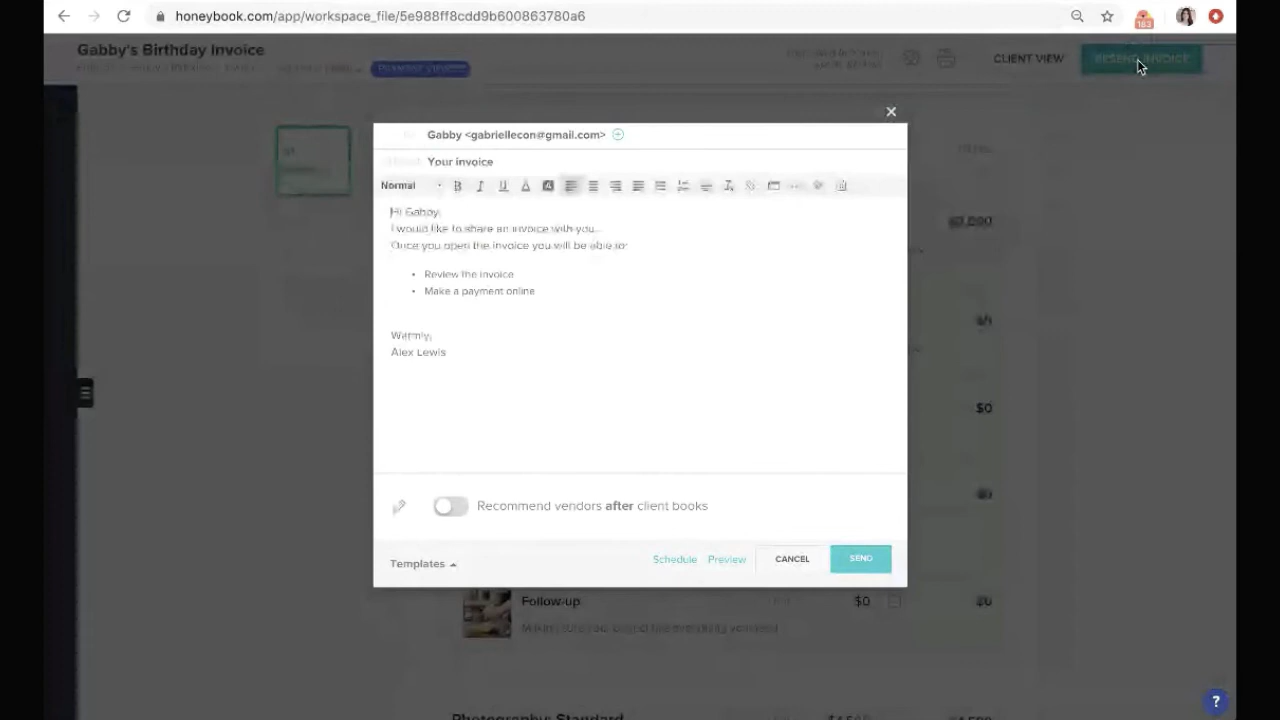 honeybook.com/app/workspace_file/5e988ff8cdd9b600863780a6
183
Gabby's Birthday Invoice
CLIENT VIEW
RESEND INVOICE
Gabby <gabriellecon@gmail.com>
Your invoice
Normal
Hi Gabby,
I would like to share an invoice with you...
Once you open the invoice you will be able to:
• Review the invoice
• Make a payment online
Warmly,
Alex Lewis
Recommend vendors after client books
Templates
Schedule
Preview
CANCEL
SEND
$0
Follow-up
$0
$0
Photography Standard
?